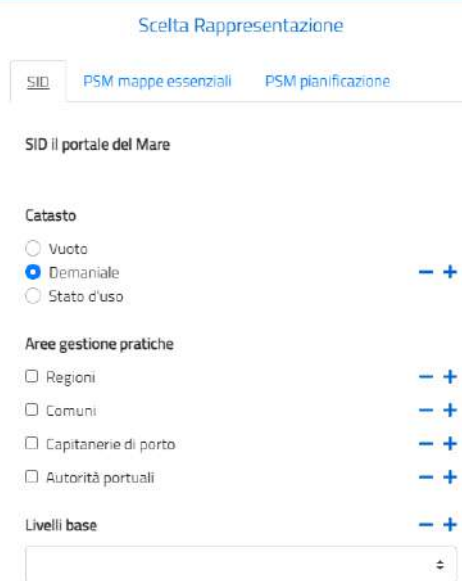 Scelta Rappresentazione
SID PSM mappe essenziali PSM pianificazione
SID il portale del Mare
Catasto
Vuoto
Demaniale
Stato d'uso
Aree gestione pratiche
Regioni
Comuni
Capitanerie di porto
Autorità portuali
Livelli base